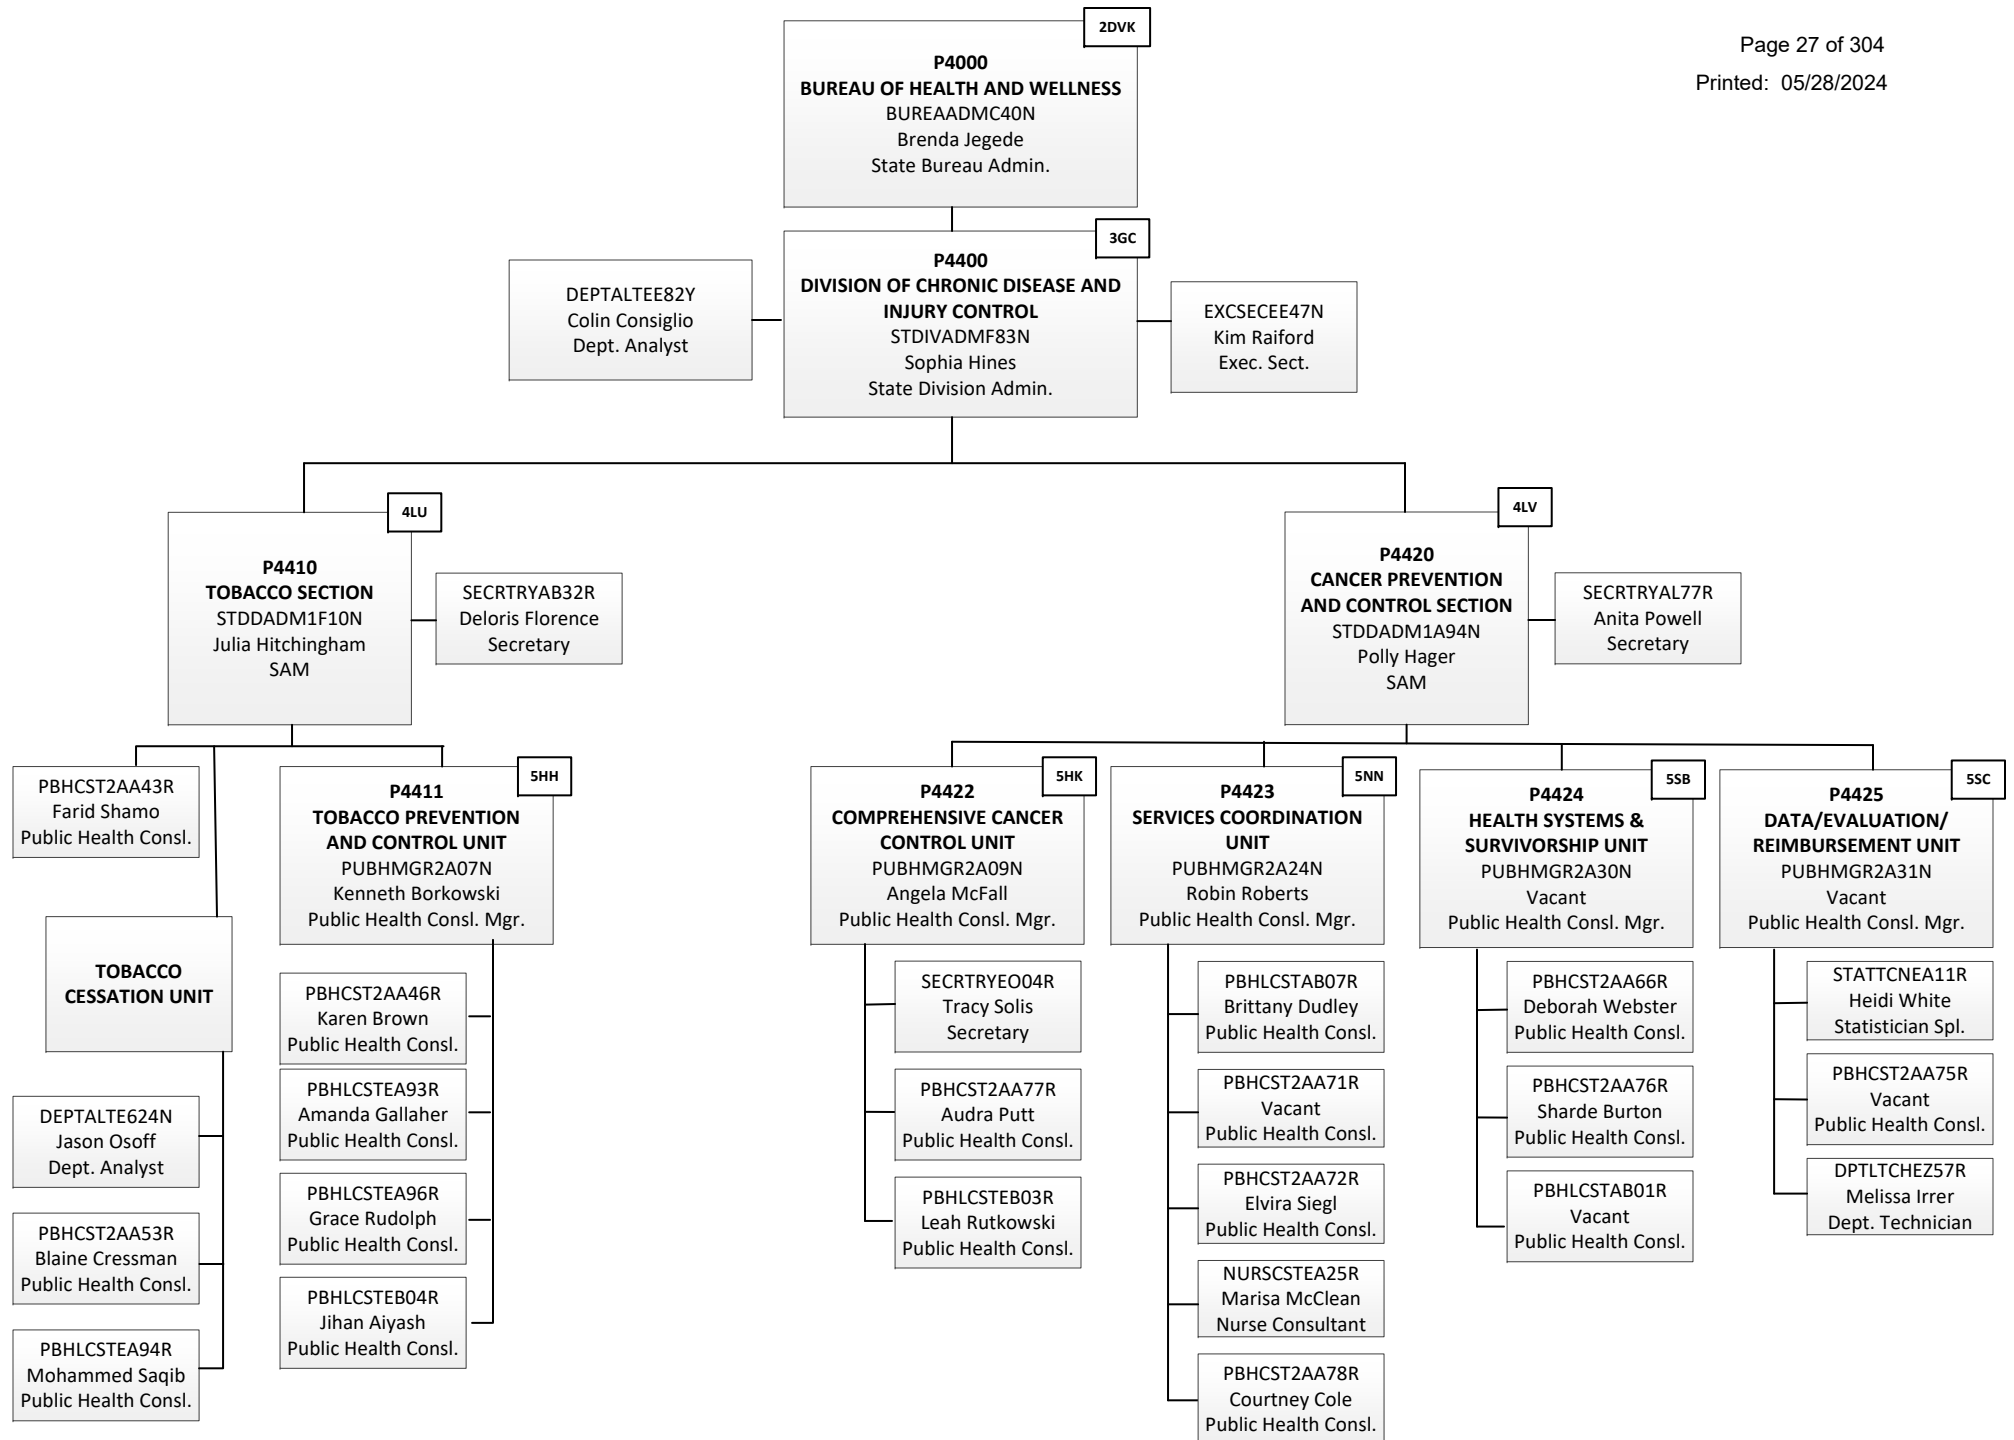 Page 27 of 304
Printton: 05/28/2024
2DVK
P4000
BUREAU OF HEALTH AND WELLNESS
BUREAADMC40N
Brenda Jegede
State Bureau Admin.
3GC
P4400
DIVISION OF CHRONIC DISEASE AND
INJURY CONTROL
STDIVADMF83N
Sophia Hines
State Division Admin.
DEPTALTEE82Y
Colin Consiglio
Dept. Analyst
EXCSECEE47N
Kim Raiford
Exec. Sect.
4LU
P4410
TOBACCO SECTION
STDDADM1F10N
Julia Hitchingham
SAM
SECRTRYAB32R
Deloris Florence
Secretary
4LV
P4420
CANCER PREVENTION
AND CONTROL SECTION
STDDADM1A94N
Polly Hager
SAM
SECRTRYAL77R
Anita Powell
Secretary
PBHCST2AA43R
Farid Shamo
Public Health Consl.
5HH
P4411
TOBACCO PREVENTION
AND CONTROL UNIT
PUBHMGR2A07N
Kenneth Borkowski
Public Health Consl. Mgr.
TOBACCO
CESSATION UNIT
DEPTALTE624N
Jason Osoff
Dept. Analyst
PBHCST2AA53R
Blaine Cressman
Public Health Consl.
PBHLCSTEA94R
Mohammed Saqib
Public Health Consl.
PBHCST2AA46R
Karen Brown
Public Health Consl.
PBHLCSTEA93R
Amanda Gallaher
Public Health Consl.
PBHLCSTEA96R
Grace Rudolph
Public Health Consl.
PBHLCSTEB04R
Jihan Aiyash
Public Health Consl.
5HK
P4422
COMPREHENSIVE CANCER
CONTROL UNIT
PUBHMGR2A09N
Angela McFall
Public Health Consl. Mgr.
SECRTRYEO04R
Tracy Solis
Secretary
PBHCST2AA77R
Audra Putt
Public Health Consl.
PBHLCSTEB03R
Leah Rutkowski
Public Health Consl.
5NN
P4423
SERVICES COORDINATION
UNIT
PUBHMGR2A24N
Robin Roberts
Public Health Consl. Mgr.
PBHLCSTAB07R
Brittany Dudley
Public Health Consl.
PBHCST2AA71R
Vacant
Public Health Consl.
PBHCST2AA72R
Elvira Siegl
Public Health Consl.
NURSCSTEA25R
Marisa McClean
Nurse Consultant
PBHCST2AA78R
Courtney Cole
Public Health Consl.
5SB
P4424
HEALTH SYSTEMS &
SURVIVORSHIP UNIT
PUBHMGR2A30N
Vacant
Public Health Consl. Mgr.
PBHCST2AA66R
Deborah Webster
Public Health Consl.
PBHCST2AA76R
Sharde Burton
Public Health Consl.
PBHLCSTAB01R
Vacant
Public Health Consl.
5SC
P4425
DATA/EVALUATION/
REIMBURSEMENT UNIT
PUBHMGR2A31N
Vacant
Public Health Consl. Mgr.
STATTCNEA11R
Heidi White
Statistician Spl.
PBHCST2AA75R
Vacant
Public Health Consl.
DPTLTCHEZ57R
Melissa Irrer
Dept. Technician